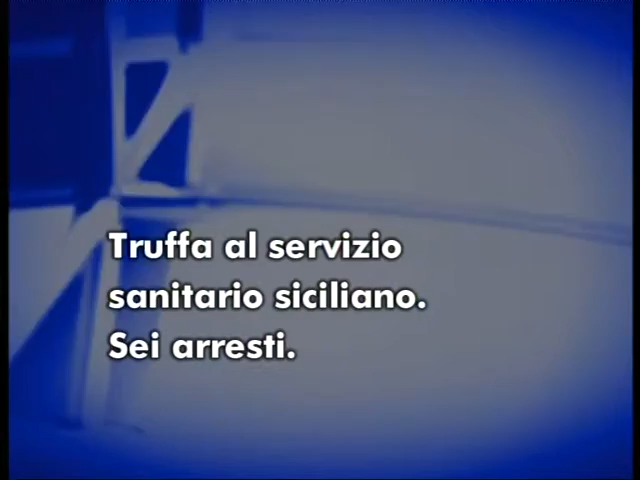 Truffa al servizio
sanitario siciliano.
Sei arresti.